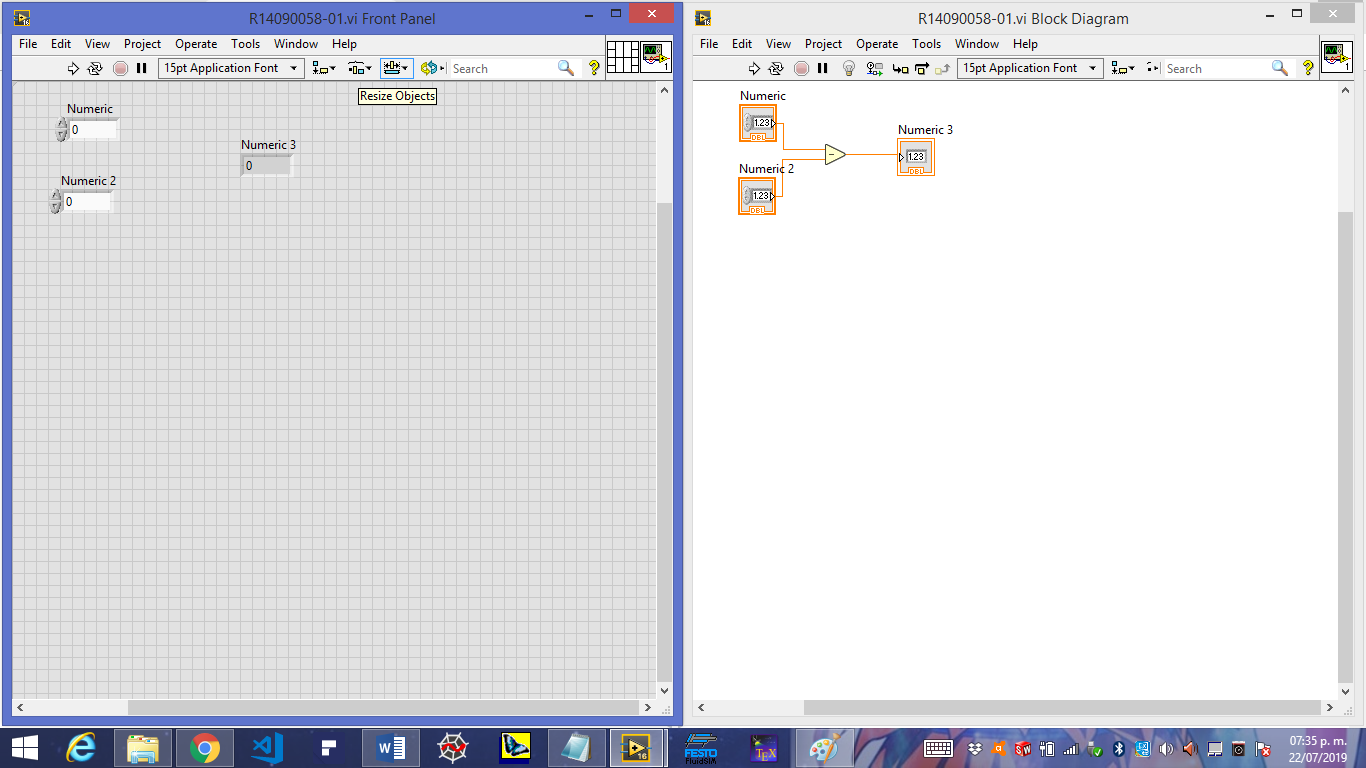 R14090058-01.vi Front Panel
File Edit View Project Operate Tools Window Help
15pt Application Font
Search
1
Resize Objects
Numeric
0
Numeric 3
0
Numeric 2
0
R14090058-01.vi Block Diagram
File Edit View Project Operate Tools Window Help
15pt Application Font
Search
1
Numeric
1.23
DBL
Numeric 3
1.23
DBL
Numeric 2
1.23
DBL
16
FESTO
FluidSIM
TEX
07:35 p. m.
22/07/2019